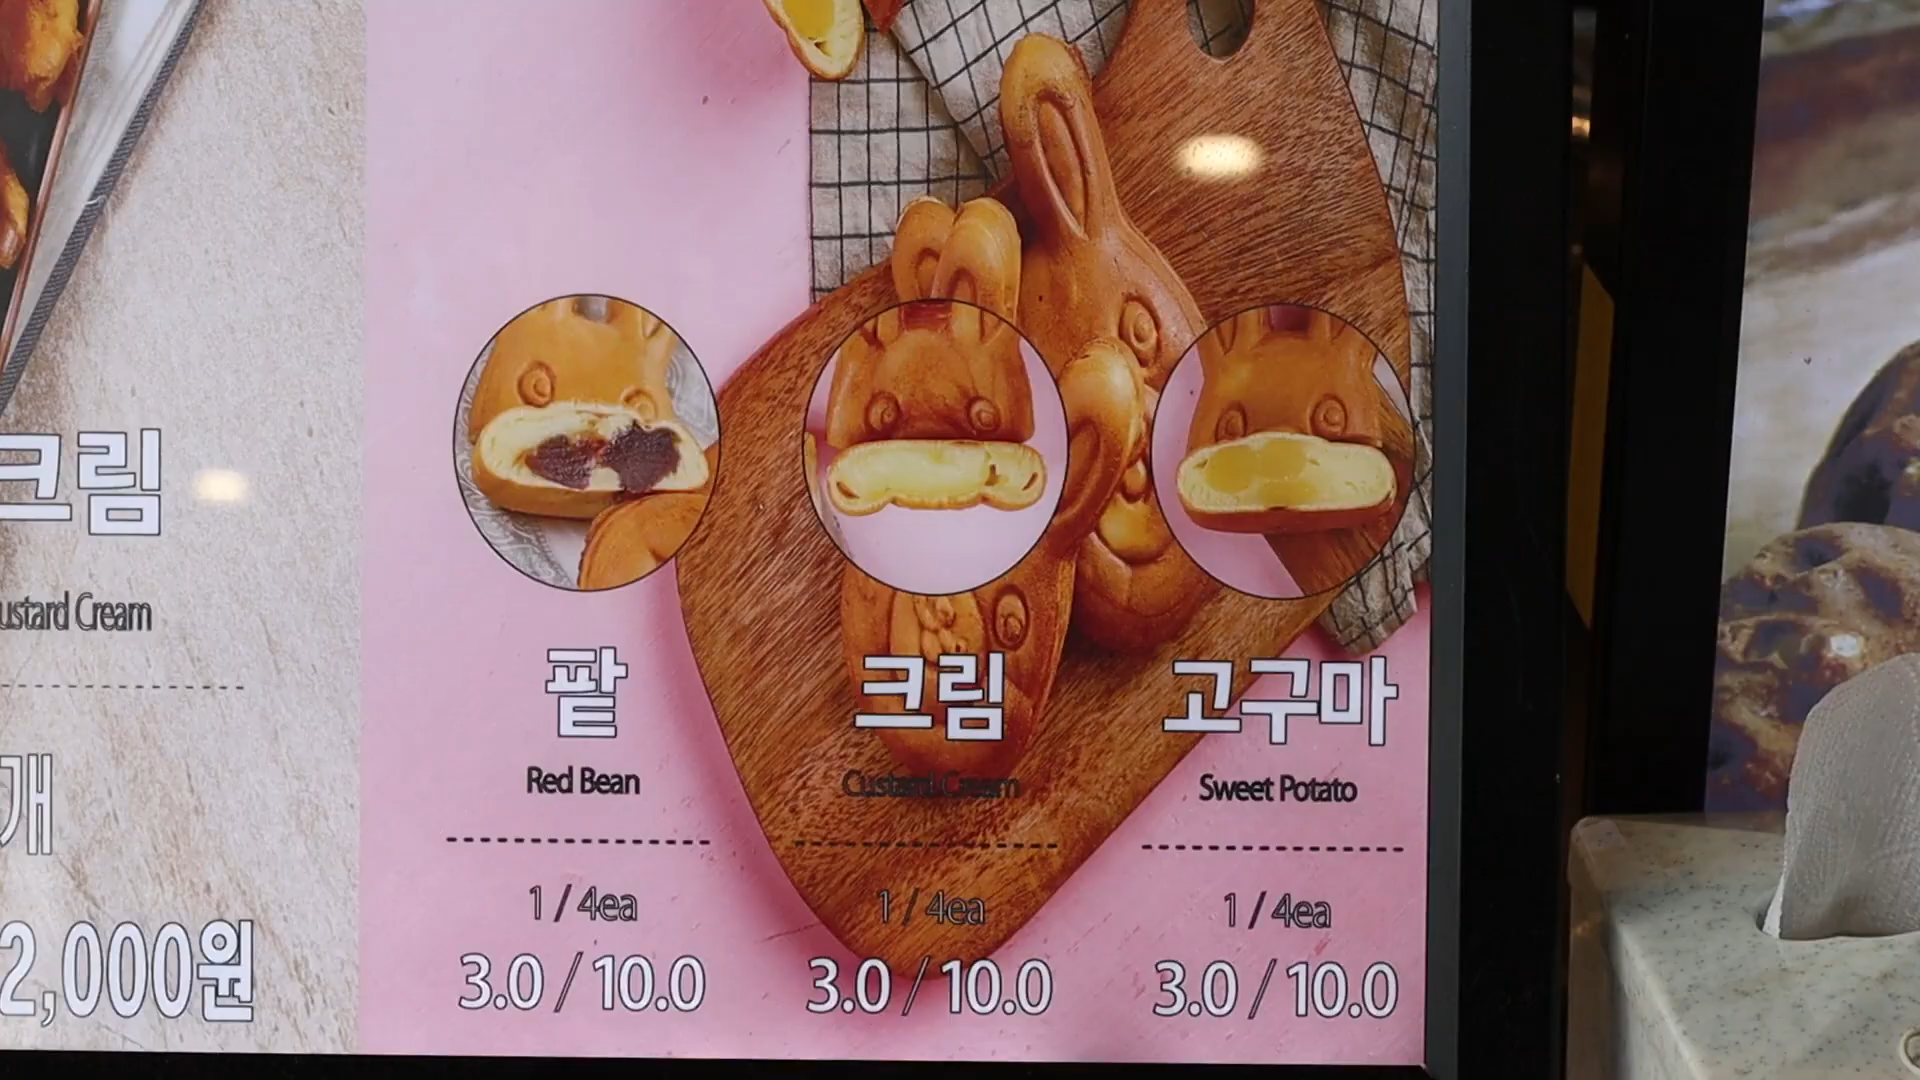 크림
ustard Cream
개
2,000원
팥
Red Bean
1 / 4ea
3.0 / 10.0
크림
Custard Cream
1 / 4ea
3.0 / 10.0
고구마
Sweet Potato
1 / 4ea
3.0 / 10.0